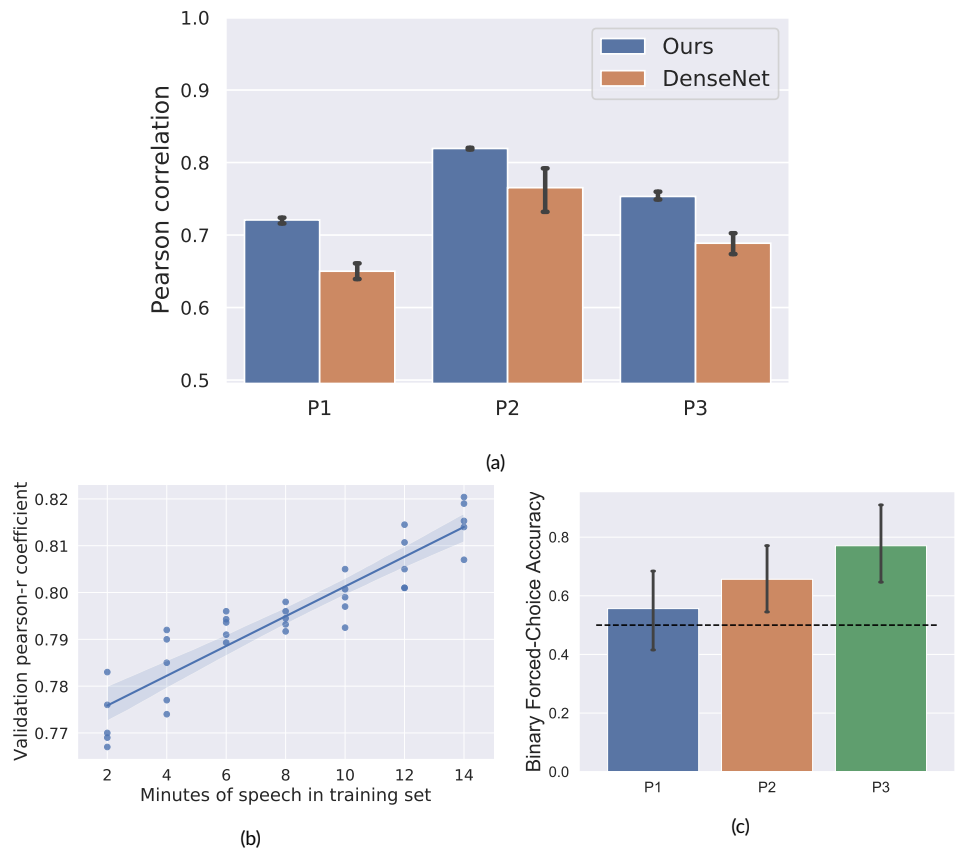 Pearson correlation
1.0
0.9
0.8
0.7
0.6
0.5
Ours
DenseNet
P1 P2 P3
(a)
Validation pearson-r coefficient
0.82
0.81
0.80
0.79
0.78
0.77
2 4 6 8 10 12 14
Minutes of speech in training set
(b)
Binary Forced-Choice Accuracy
0.8
0.6
0.4
0.2
0.0
P1 P2 P3
(c)